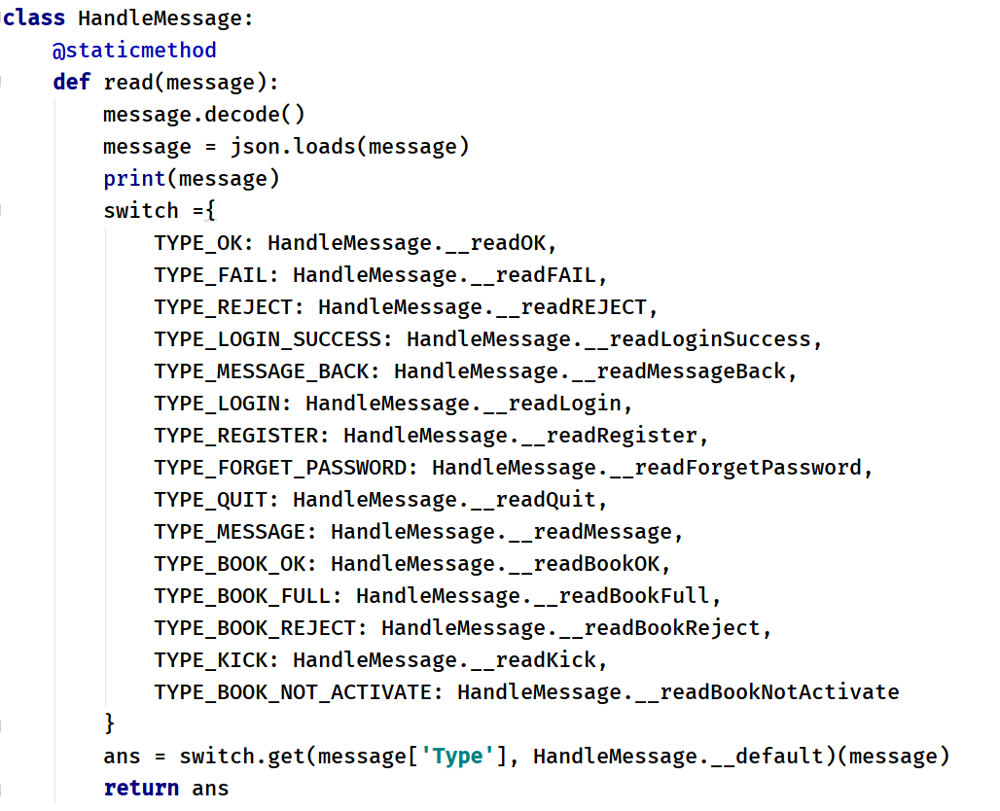 class HandleMessage:
    @staticmethod
    def read(message):
        message.decode()
        message = json.loads(message)
        print(message)
        switch ={
            TYPE_OK: HandleMessage.__readOK,
            TYPE_FAIL: HandleMessage.__readFAIL,
            TYPE_REJECT: HandleMessage.__readREJECT,
            TYPE_LOGIN_SUCCESS: HandleMessage.__readLoginSuccess,
            TYPE_MESSAGE_BACK: HandleMessage.__readMessageBack,
            TYPE_LOGIN: HandleMessage.__readLogin,
            TYPE_REGISTER: HandleMessage.__readRegister,
            TYPE_FORGET_PASSWORD: HandleMessage.__readForgetPassword,
            TYPE_QUIT: HandleMessage.__readQuit,
            TYPE_MESSAGE: HandleMessage.__readMessage,
            TYPE_BOOK_OK: HandleMessage.__readBookOK,
            TYPE_BOOK_FULL: HandleMessage.__readBookFull,
            TYPE_BOOK_REJECT: HandleMessage.__readBookReject,
            TYPE_KICK: HandleMessage.__readKick,
            TYPE_BOOK_NOT_ACTIVATE: HandleMessage.__readBookNotActivate
        }
        ans = switch.get(message['Type'], HandleMessage.__default)(message)
        return ans